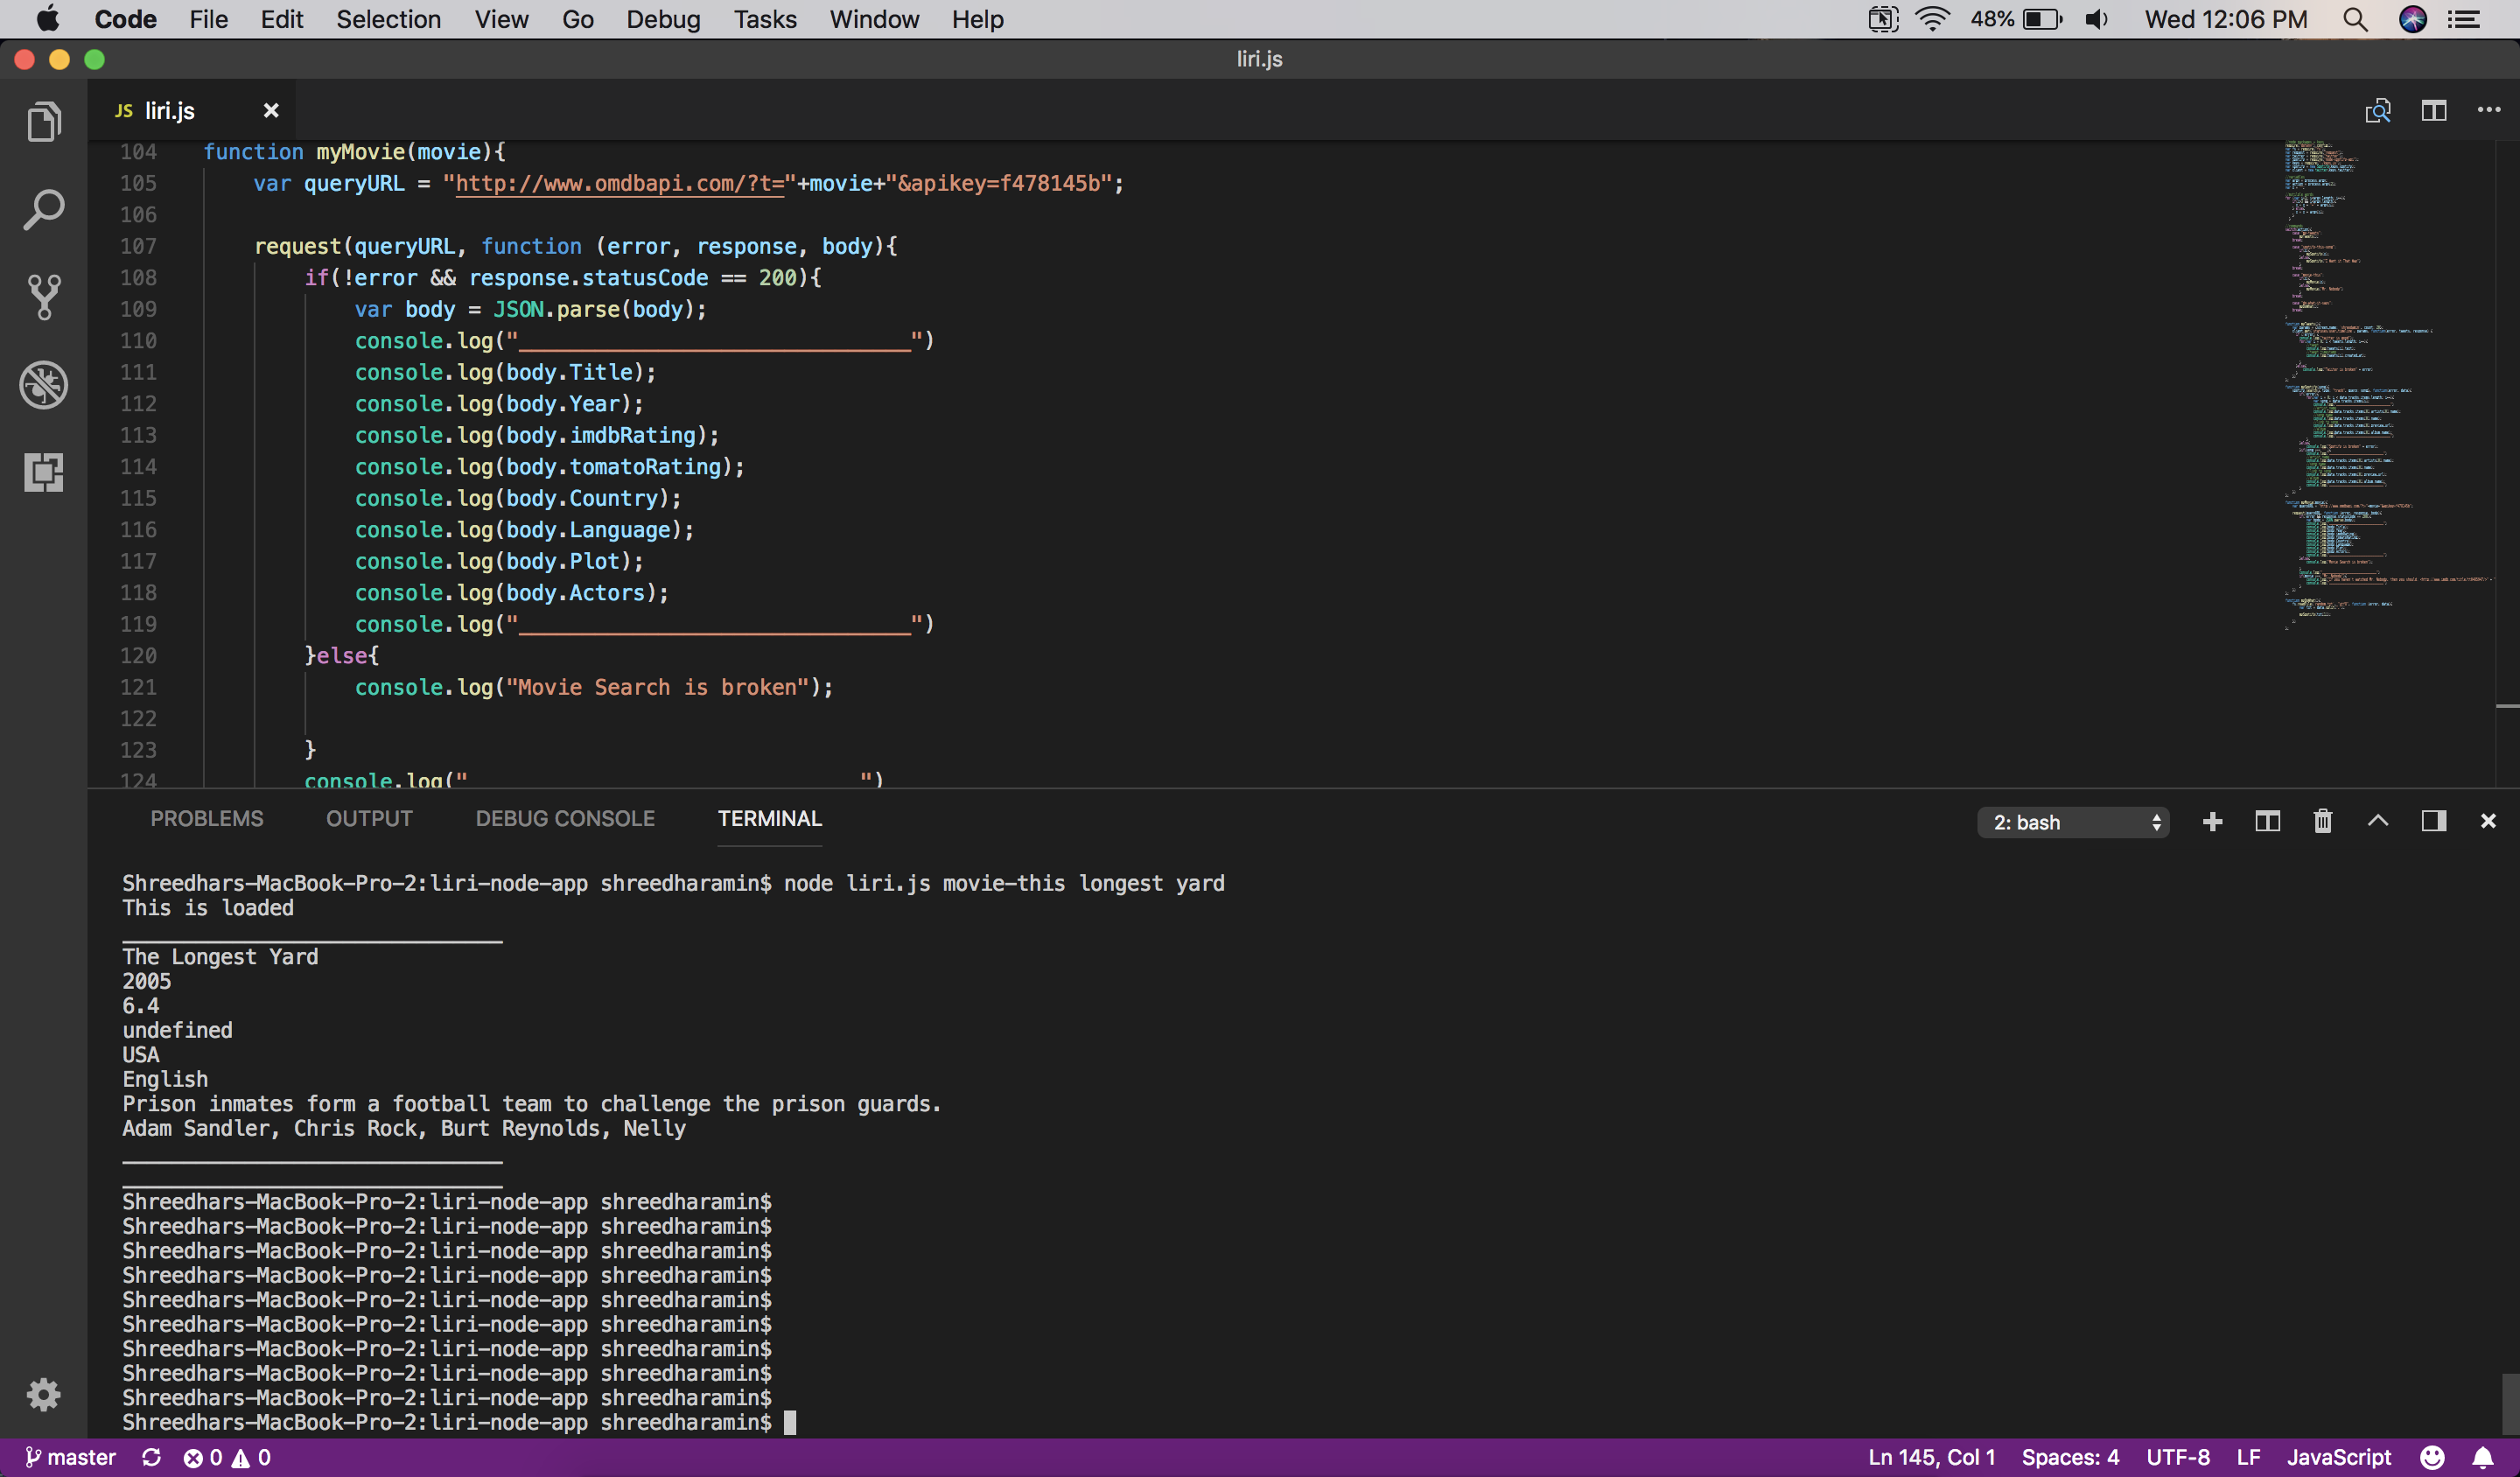 Code File Edit Selection View Go Debug Tasks Window Help 48% Wed 12:06 PM
liri.js
JS liri.js
104 function myMovie(movie){
105 var queryURL = "http://www.omdbapi.com/?t="+movie+"&apikey=f478145b";
106
107 request(queryURL, function (error, response, body){
108 if(!error && response.statusCode == 200){
109 var body = JSON.parse(body);
110 console.log("_______________________________")
111 console.log(body.Title);
112 console.log(body.Year);
113 console.log(body.imdbRating);
114 console.log(body.tomatoRating);
115 console.log(body.Country);
116 console.log(body.Language);
117 console.log(body.Plot);
118 console.log(body.Actors);
119 console.log("_______________________________")
120 }else{
121 console.log("Movie Search is broken");
122
123 }
124 console.log("                               ")
PROBLEMS OUTPUT DEBUG CONSOLE TERMINAL 2: bash
Shreedhars-MacBook-Pro-2:liri-node-app shreedharamin$ node liri.js movie-this longest yard
This is loaded
_______________________________
The Longest Yard
2005
6.4
undefined
USA
English
Prison inmates form a football team to challenge the prison guards.
Adam Sandler, Chris Rock, Burt Reynolds, Nelly
_______________________________
_______________________________
Shreedhars-MacBook-Pro-2:liri-node-app shreedharamin$
Shreedhars-MacBook-Pro-2:liri-node-app shreedharamin$
Shreedhars-MacBook-Pro-2:liri-node-app shreedharamin$
Shreedhars-MacBook-Pro-2:liri-node-app shreedharamin$
Shreedhars-MacBook-Pro-2:liri-node-app shreedharamin$
Shreedhars-MacBook-Pro-2:liri-node-app shreedharamin$
Shreedhars-MacBook-Pro-2:liri-node-app shreedharamin$
Shreedhars-MacBook-Pro-2:liri-node-app shreedharamin$
Shreedhars-MacBook-Pro-2:liri-node-app shreedharamin$
Shreedhars-MacBook-Pro-2:liri-node-app shreedharamin$
master 0 0 Ln 145, Col 1 Spaces: 4 UTF-8 LF JavaScript